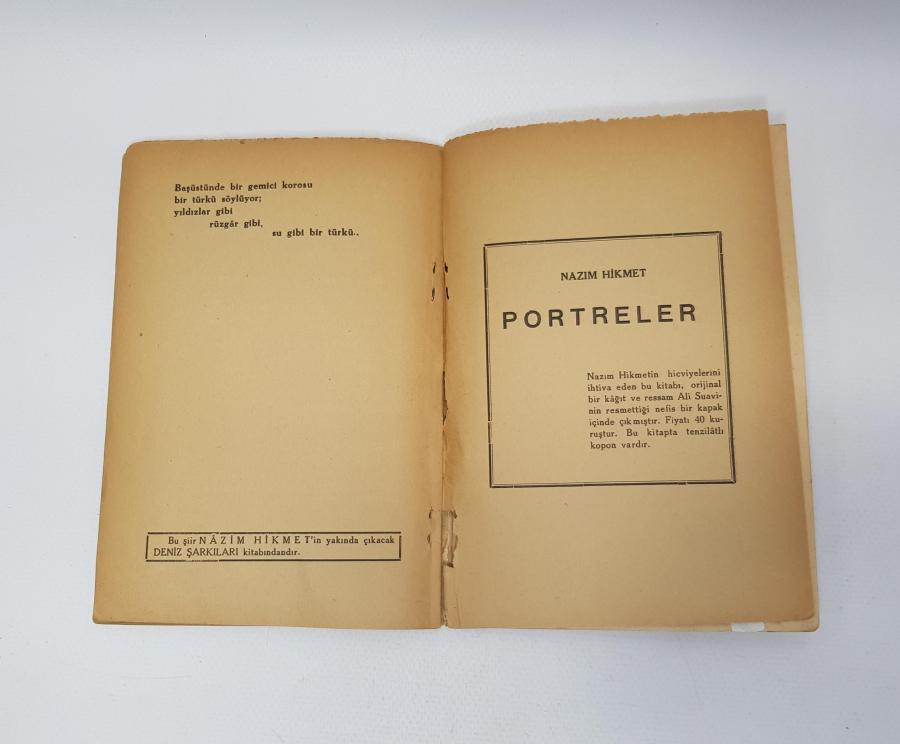 Başüstünde bir gemici korosu
bir türkü söylüyor;
yıldızlar gibi
rüzgâr gibi,
su gibi bir türkü..
Bu şiir NÂZIM HİKMET'in yakında çıkacak
DENİZ ŞARKILARI kitabındandır.
NAZIM HİKMET
PORTRELER
Nazım Hikmetin hicviyelerini
ihtiva eden bu kitabı, orijinal
bir kâğıt ve ressam Ali Suavi-
nin resmettiği nefis bir kapak
içinde çıkmıştır. Fiyatı 40 ku-
ruştur. Bu kitapta tenzilâtlı
kopon vardır.